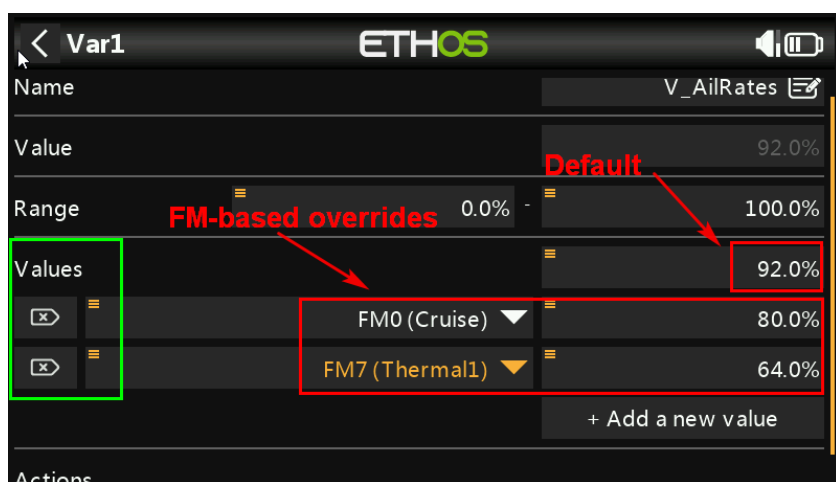 Var1 ETHOS
Name V_AilRates
Value 92.0%
Default
Range 0.0% - 100.0%
FM-based overrides
Values 92.0%
FM0 (Cruise) 80.0%
FM7 (Thermal1) 64.0%
+ Add a new value
Actions